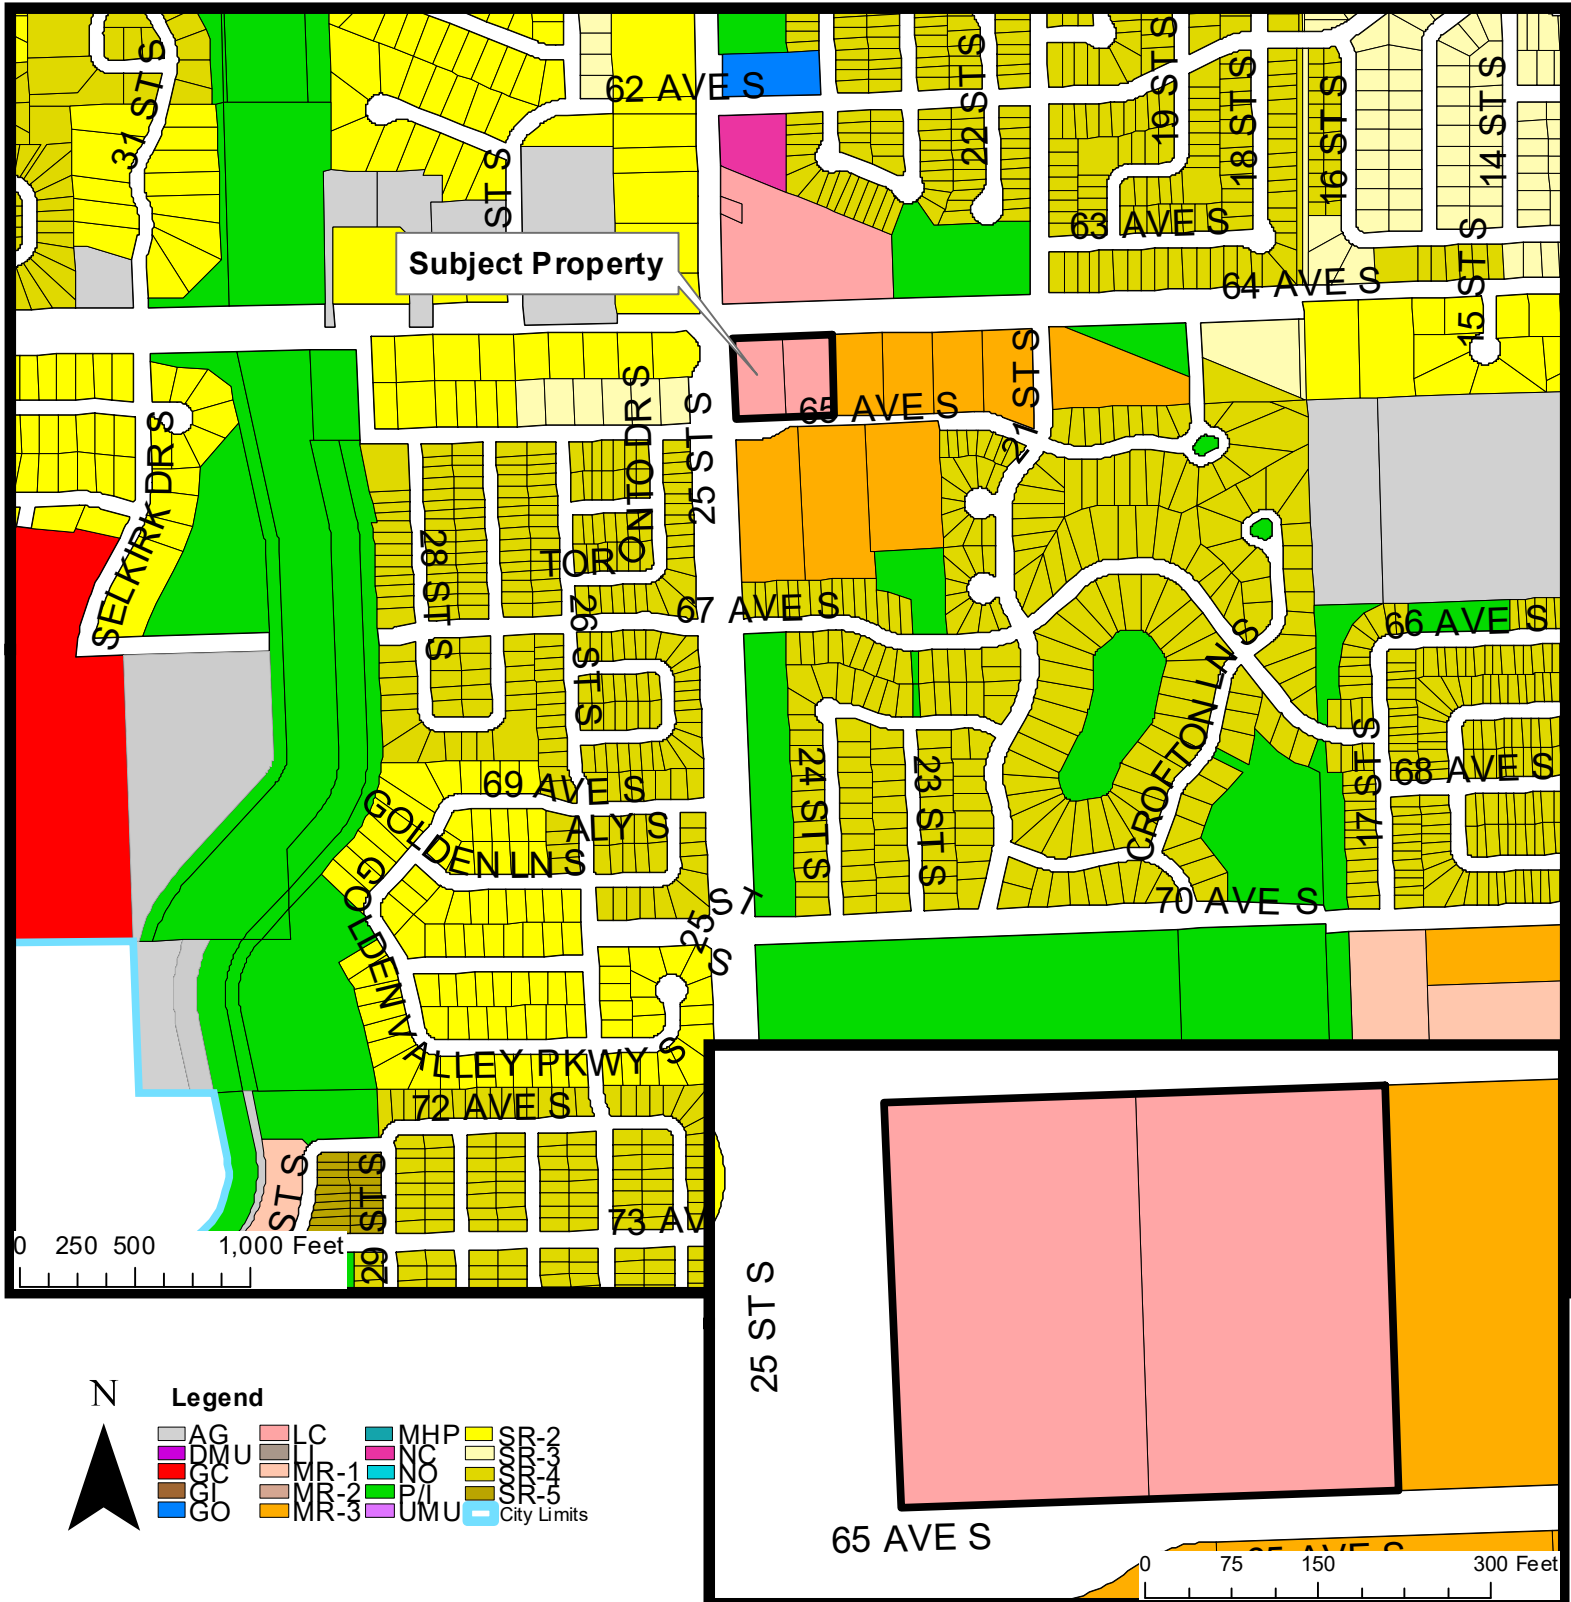 31 ST S
62 AVE S
22 ST S
19 ST S
18 ST S
16 ST S
14 ST S
ST S
63 AVE S
15 ST S
Subject Property
64 AVE S
21 ST S
65 AVE S
25 ST S
TORONTO DR S
SELKIRK DR S
28 ST S
26 ST S
67 AVE S
66 AVE S
CROFTON LN S
17 ST S
68 AVE S
24 ST S
23 ST S
69 AVE S
ALY S
GOLDEN LN S
GOLDEN VALLEY PKWY S
25 ST S
70 AVE S
72 AVE S
ST S
29 ST S
73 AV
0 250 500 1,000 Feet
25 ST S
65 AVE S
65 AVE S
0 75 150 300 Feet
N
Legend
AG LC MHP SR-2
DMU LI NC SR-3
GC MR-1 NO SR-4
GI MR-2 P/I SR-5
GO MR-3 UMU City Limits